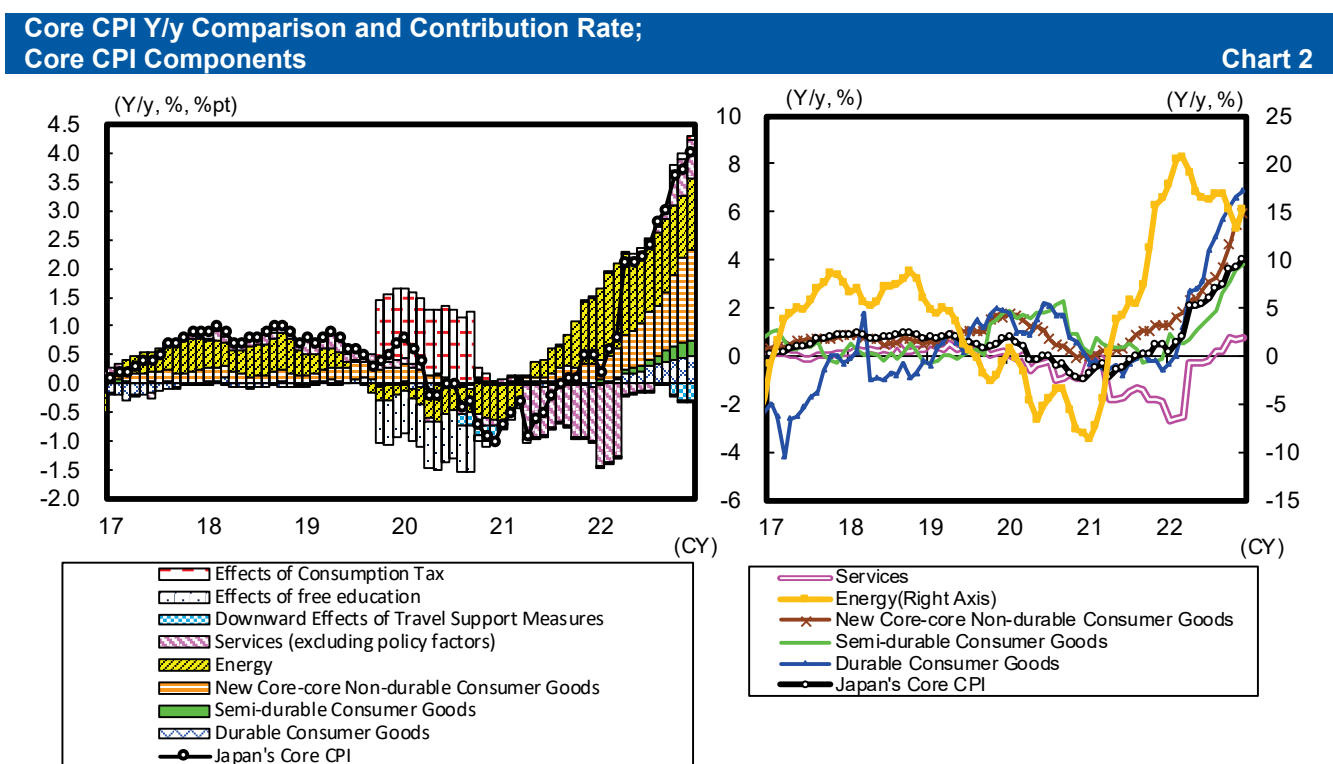 Core CPI Y/y Comparison and Contribution Rate;
Core CPI Components
Chart 2
(Y/y, %, %pt)
4.5
4.0
3.5
3.0
2.5
2.0
1.5
1.0
0.5
0.0
-0.5
-1.0
-1.5
-2.0
17 18 19 20 21 22
(CY)
Effects of Consumption Tax
Effects of free education
Downward Effects of Travel Support Measures
Services (excluding policy factors)
Energy
New Core-core Non-durable Consumer Goods
Semi-durable Consumer Goods
Durable Consumer Goods
Japan's Core CPI
(Y/y, %)
(Y/y, %)
10
8
6
4
2
0
-2
-4
-6
25
20
15
10
5
0
-5
-10
-15
17 18 19 20 21 22
(CY)
Services
Energy(Right Axis)
New Core-core Non-durable Consumer Goods
Semi-durable Consumer Goods
Durable Consumer Goods
Japan's Core CPI